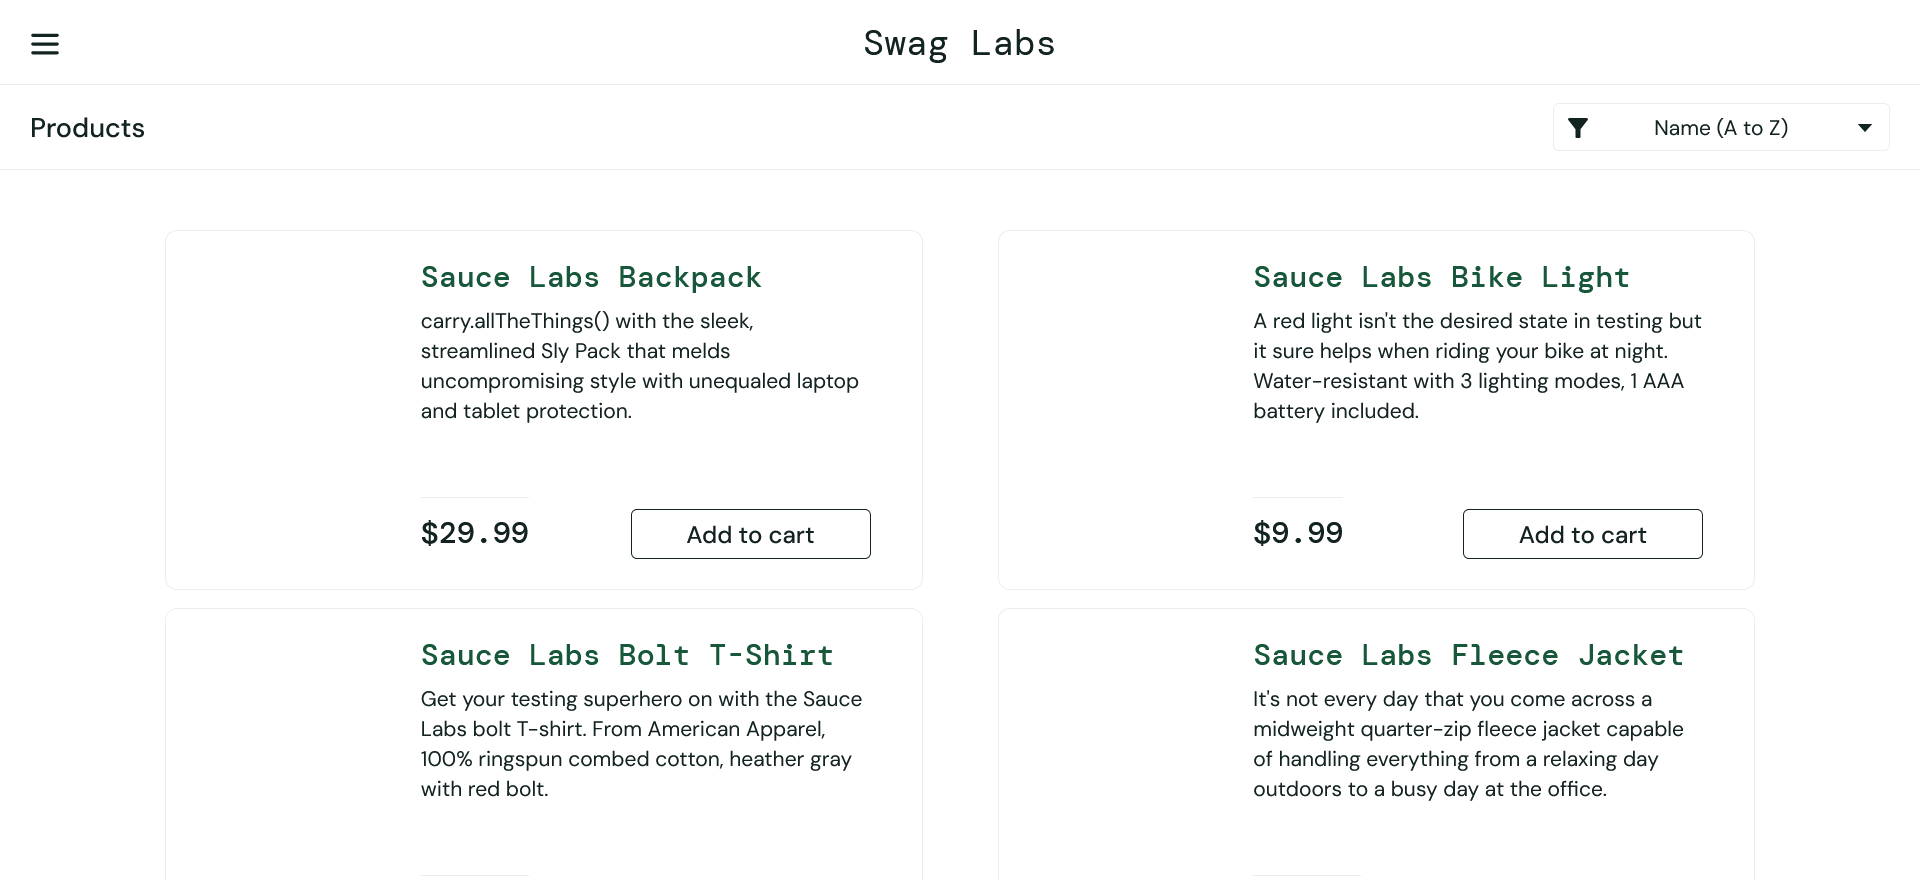 Swag Labs
Products
Name (A to Z)
Sauce Labs Backpack
carry.allTheThings() with the sleek,
streamlined Sly Pack that melds
uncompromising style with unequaled laptop
and tablet protection.
$29.99
Add to cart
Sauce Labs Bike Light
A red light isn't the desired state in testing but
it sure helps when riding your bike at night.
Water-resistant with 3 lighting modes, 1 AAA
battery included.
$9.99
Add to cart
Sauce Labs Bolt T-Shirt
Get your testing superhero on with the Sauce
Labs bolt T-shirt. From American Apparel,
100% ringspun combed cotton, heather gray
with red bolt.
Sauce Labs Fleece Jacket
It's not every day that you come across a
midweight quarter-zip fleece jacket capable
of handling everything from a relaxing day
outdoors to a busy day at the office.